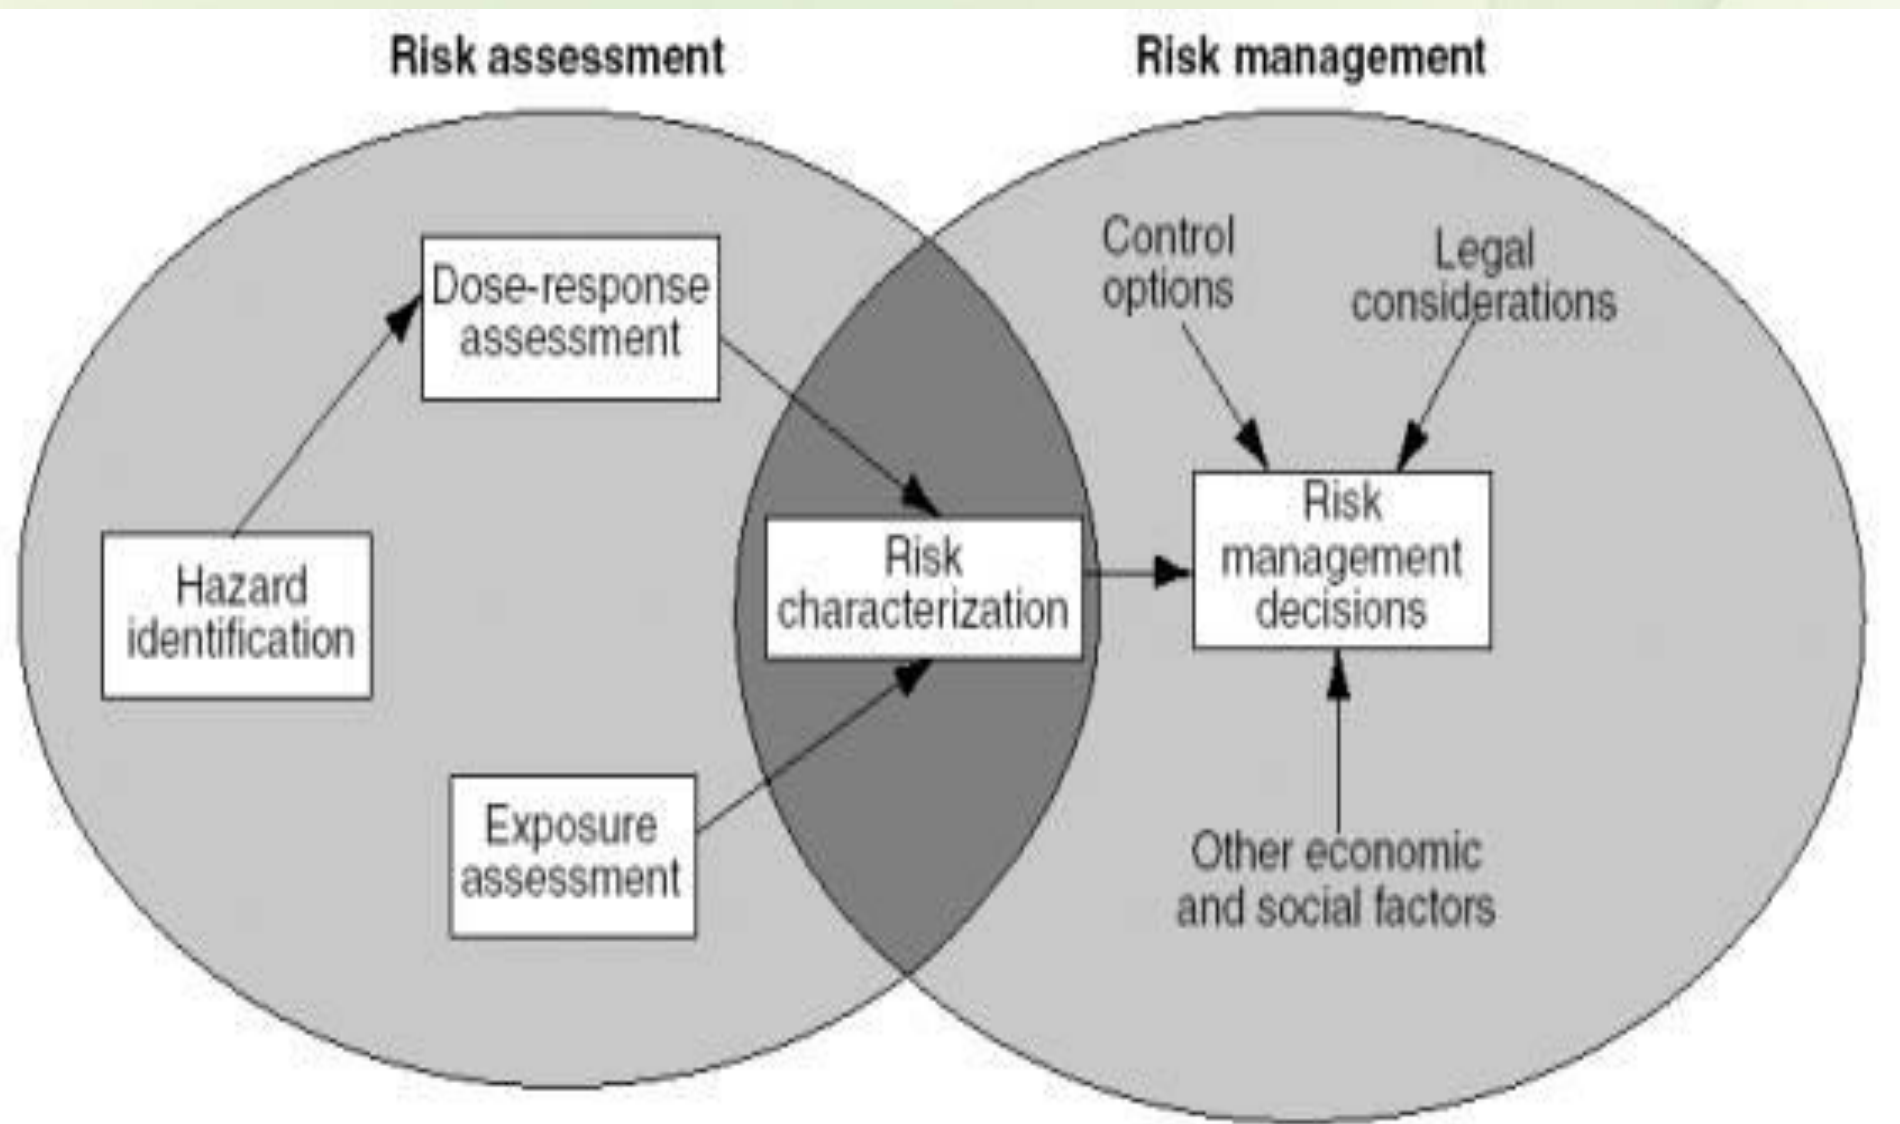 Risk assessment
Risk management
Dose-response
assessment
Hazard
identification
Exposure
assessment
Risk
characterization
Control
options
Legal
considerations
Risk
management
decisions
Other economic
and social factors